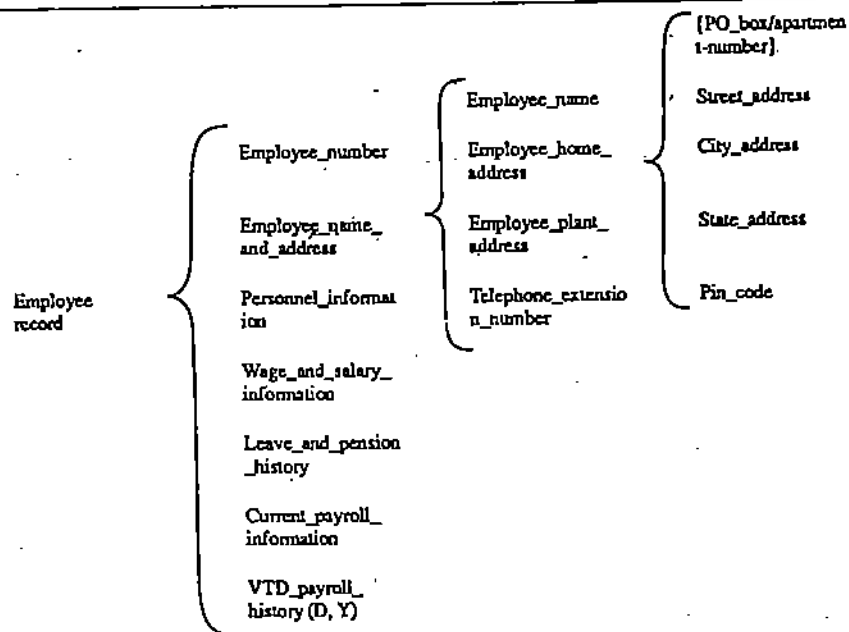 Employee
record
Employee_number
Employee_name_
and_address
Personnel_informat
ion
Wage_and_salary_
information
Leave_and_pension
_history
Current_payroll_
information
VTD_payroll_
history (D, Y)
Employee_name
Employee_home_
address
Employee_plant_
address
Telephone_extensio
n_number
[PO_box/apartmen
t-number]
Street_address
City_address
State_address
Pin_code